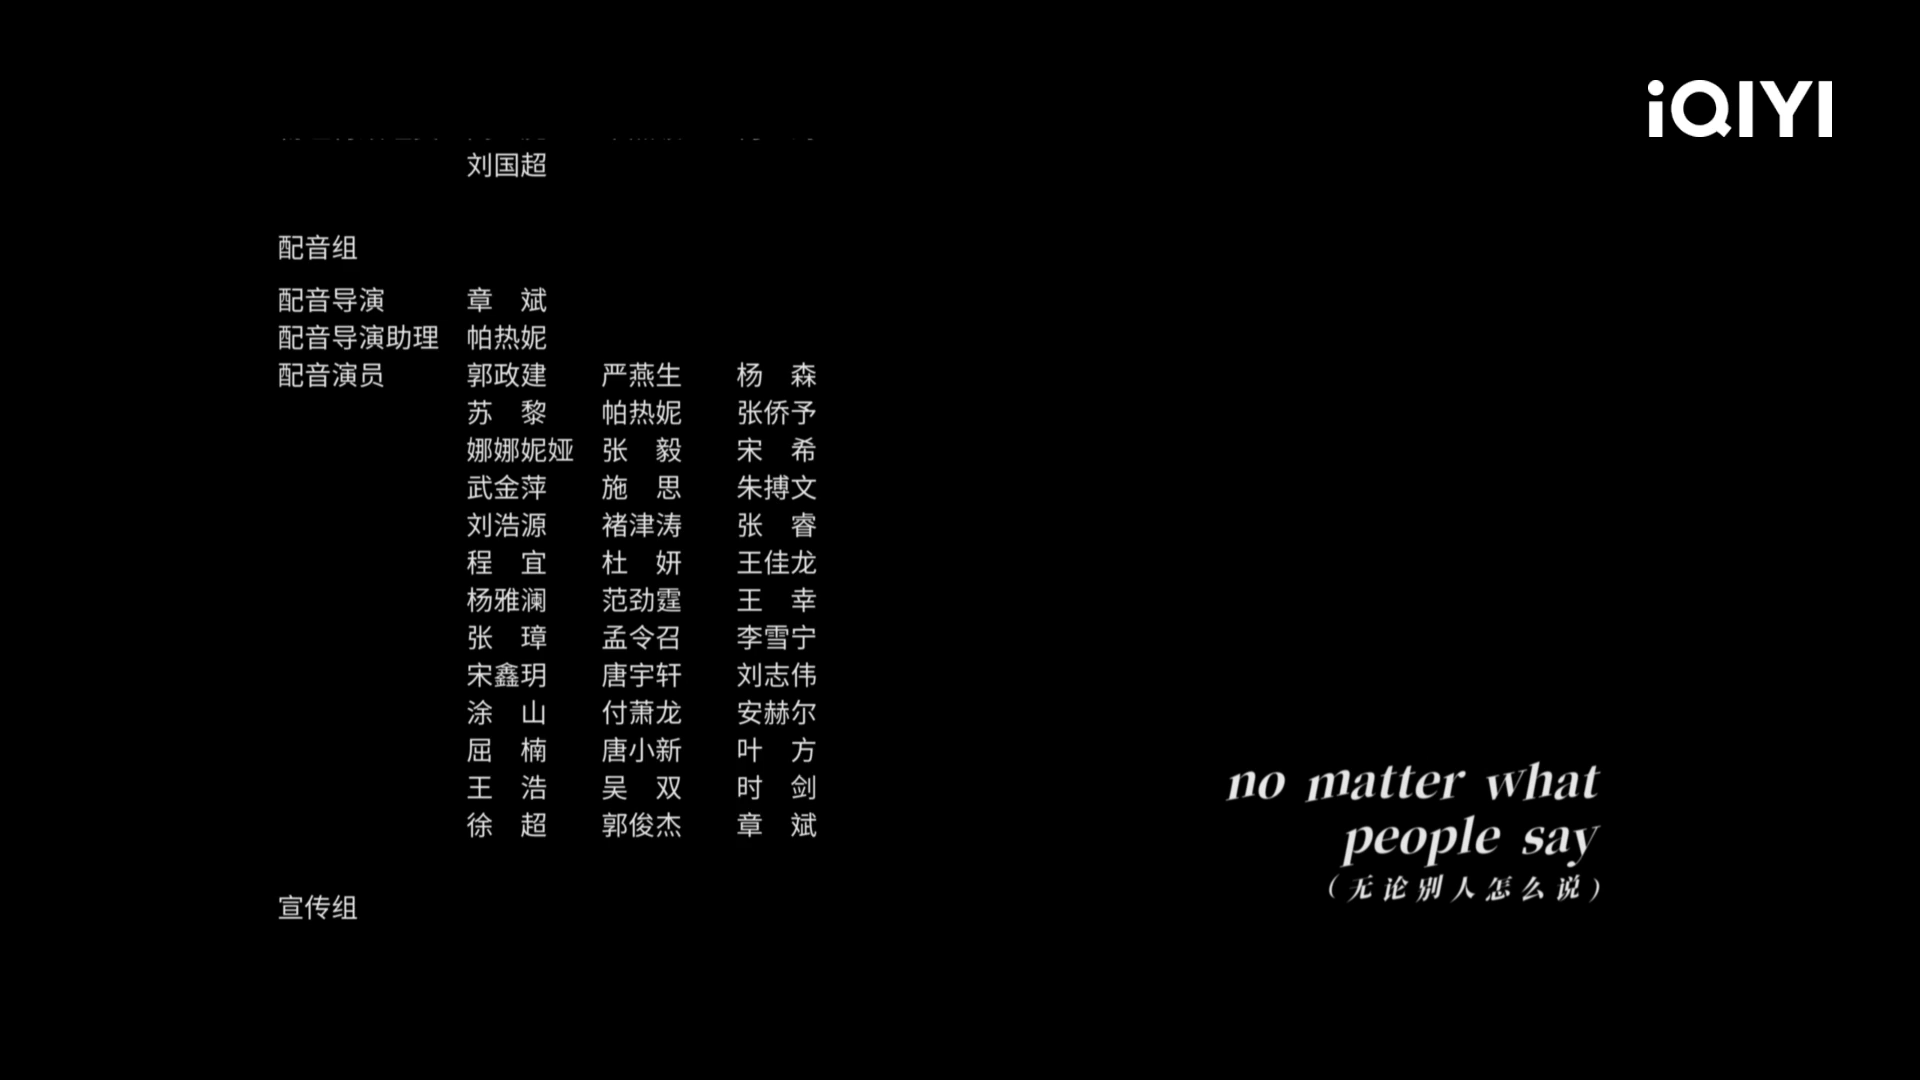 iQIYI
刘国超
配音组
配音导演 章 斌
配音导演助理 帕热妮
配音演员 郭政建 严燕生 杨 森
苏 黎 帕热妮 张侨予
娜娜妮娅 张 毅 宋 希
武金萍 施 思 朱搏文
刘浩源 褚津涛 张 睿
程 宜 杜 妍 王佳龙
杨雅澜 范劲霆 王 幸
张 璋 孟令召 李雪宁
宋鑫玥 唐宇轩 刘志伟
涂 山 付萧龙 安赫尔
屈 楠 唐小新 叶 方
王 浩 吴 双 时 剑
徐 超 郭俊杰 章 斌
宣传组
no matter what
people say
（无论别人怎么说）